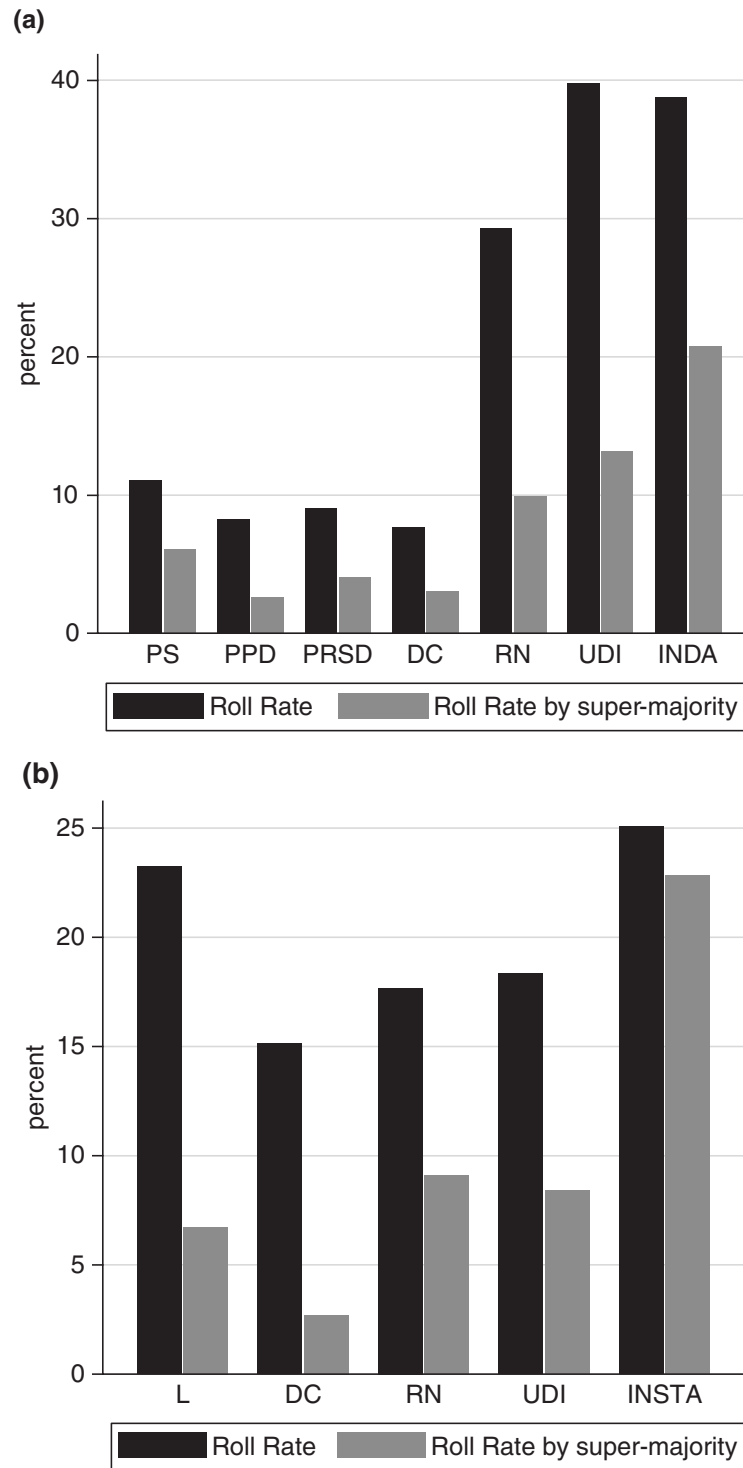 (a)
40
30
20
10
0
percent
PS PPD PRSD DC RN UDI INDA
Roll Rate Roll Rate by super-majority
(b)
25
20
15
10
5
0
percent
L DC RN UDI INSTA
Roll Rate Roll Rate by super-majority